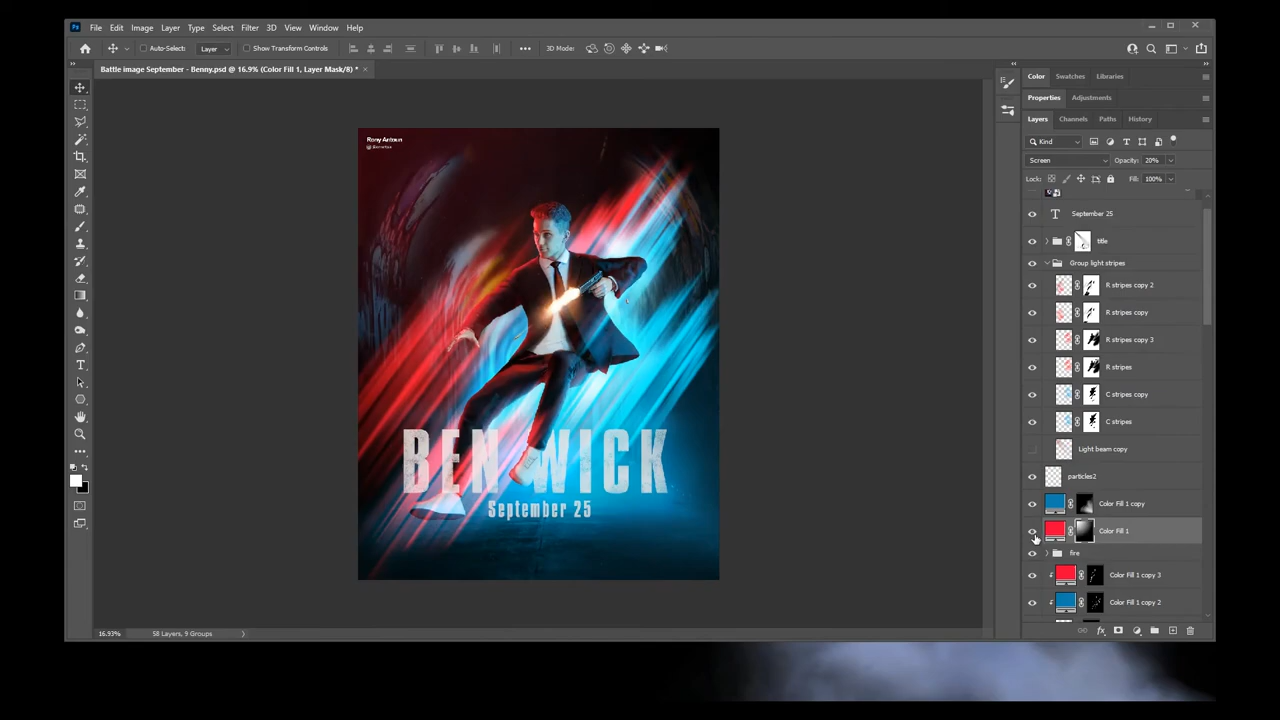 Ps File Edit Image Layer Type Select Filter 3D View Window Help
Auto-Select: Layer Show Transform Controls 3D Mode:
Battle image September - Benny.psd @ 16.9% (Color Fill 1, Layer Mask/8) *
Color Swatches Libraries
Properties Adjustments
Layers Channels Paths History
Kind
Screen Opacity: 20%
Lock: Fill: 100%
September 25
title
Group light stripes
R stripes copy 2
R stripes copy
R stripes copy 3
R stripes
C stripes copy
C stripes
Light beam copy
particles2
Color Fill 1 copy
Color Fill 1
fire
Color Fill 1 copy 3
Color Fill 1 copy 2
Rony Antoun
BEN WICK
September 25
16.93% 58 Layers, 9 Groups